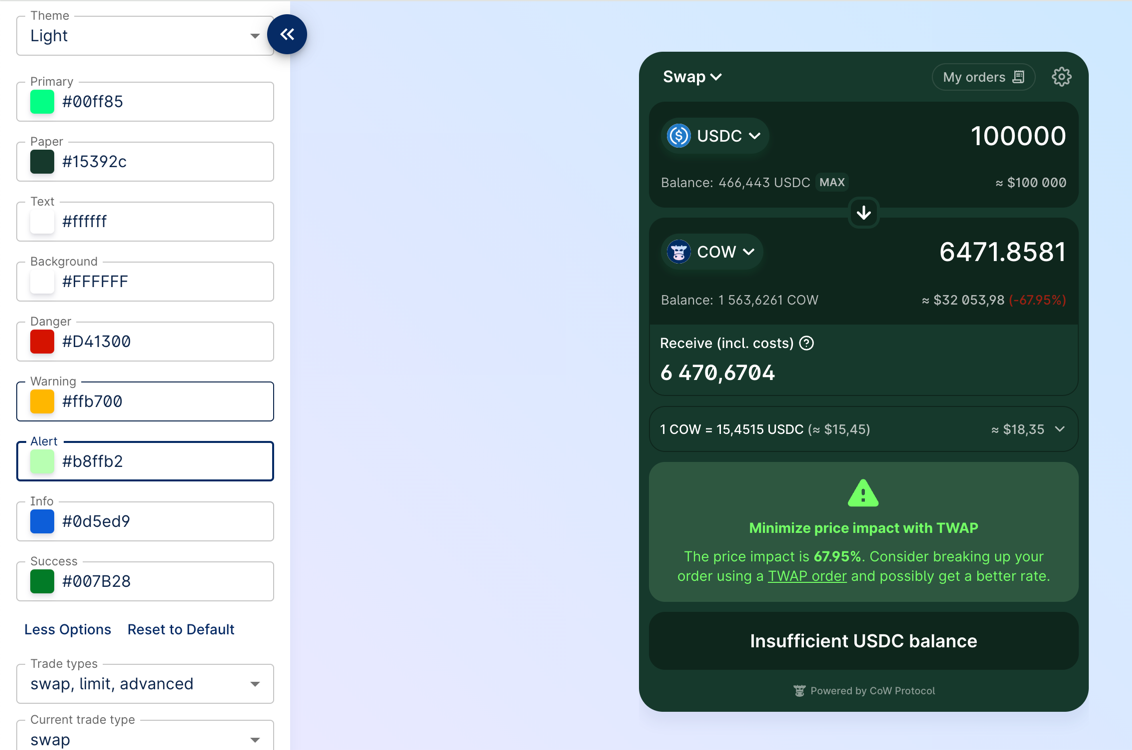 Theme
Light
Primary
#00ff85
Paper
#15392c
Text
#ffffff
Background
#FFFFFF
Danger
#D41300
Warning
#ffb700
Alert
#b8ffb2
Info
#0d5ed9
Success
#007B28
Less Options Reset to Default
Trade types
swap, limit, advanced
Current trade type
swap
Swap My orders
USDC 100000
Balance: 466,443 USDC MAX ≈ $100 000
COW 6471.8581
Balance: 1 563,6261 COW ≈ $32 053,98 (-67.95%)
Receive (incl. costs)
6 470,6704
1 COW = 15,4515 USDC (≈ $15,45) ≈ $18,35
Minimize price impact with TWAP
The price impact is 67.95%. Consider breaking up your
order using a TWAP order and possibly get a better rate.
Insufficient USDC balance
Powered by CoW Protocol